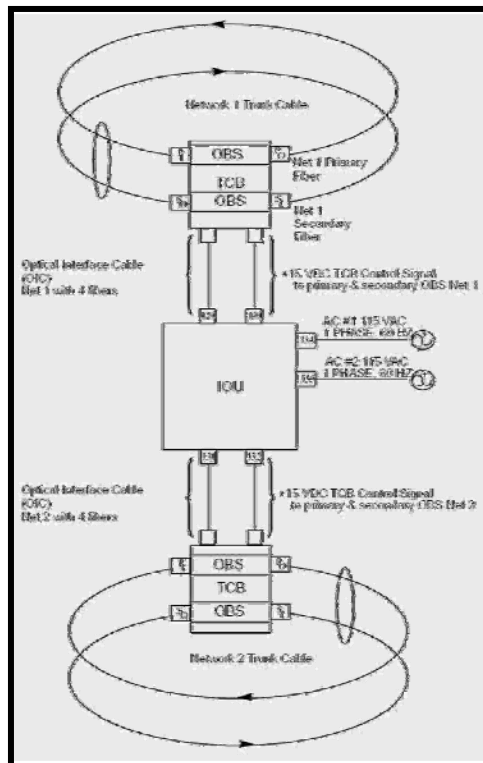 Network 1 Trunk Cable
OBS
TCB
OBS
Net 1 Primary
Fiber
Net 1
Secondary
Fiber
Optical Interface Cable
(OIC)
Net 1 with 4 fibers
+15 VDC TCB Control Signal
to primary & secondary OBS Net 1
AC #1 115 VAC
1 PHASE, 60 HZ
AC #2 115 VAC
1 PHASE, 60 HZ
IOU
Optical Interface Cable
(OIC)
Net 2 with 4 fibers
+15 VDC TCB Control Signal
to primary & secondary OBS Net 2
OBS
TCB
OBS
Network 2 Trunk Cable